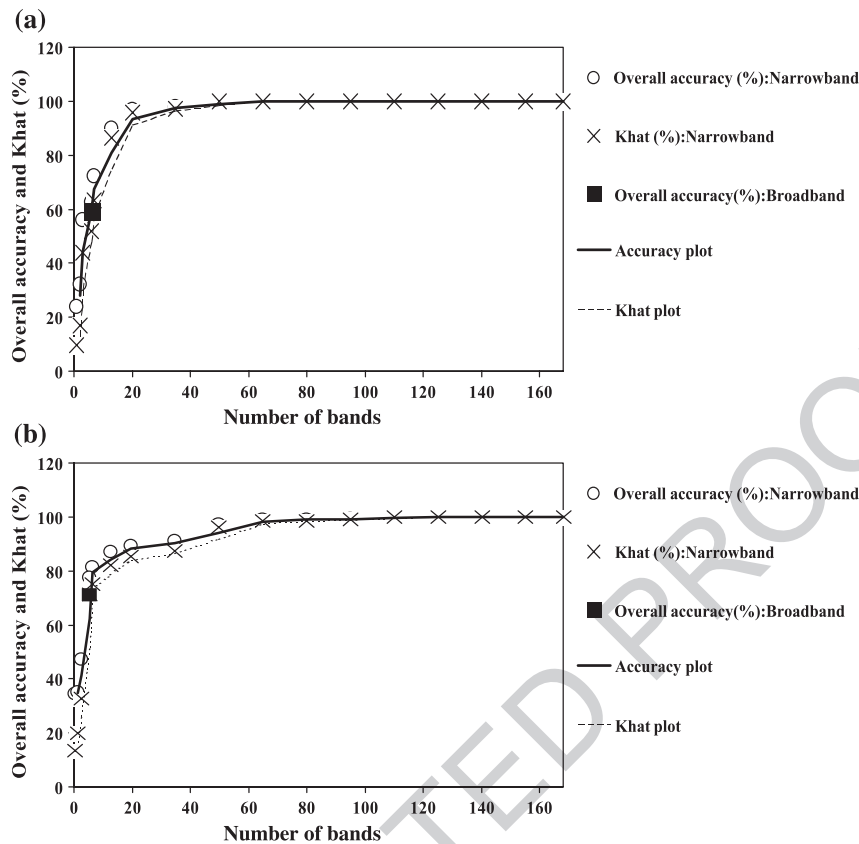 (a)
Overall accuracy and Khat (%)
120
100
80
60
40
20
0
0 20 40 60 80 100 120 140 160
Number of bands
Overall accuracy (%):Narrowband
Khat (%):Narrowband
Overall accuracy(%):Broadband
Accuracy plot
Khat plot
(b)
Overall accuracy and Khat (%)
120
100
80
60
40
20
0
0 20 40 60 80 100 120 140 160
Number of bands
Overall accuracy (%):Narrowband
Khat (%):Narrowband
Overall accuracy(%):Broadband
Accuracy plot
Khat plot
TED PROO